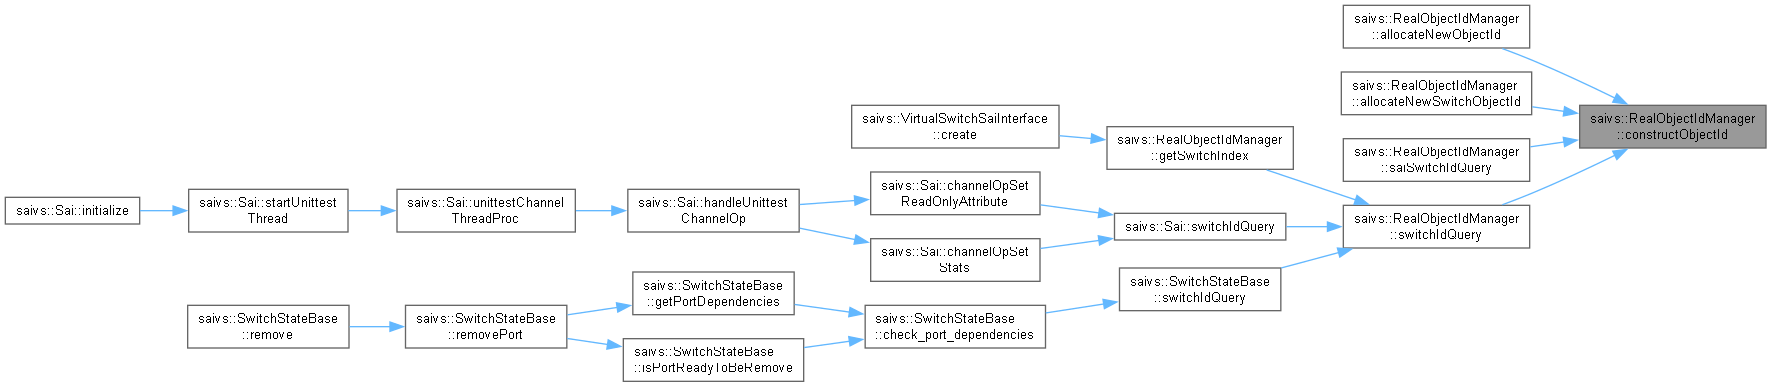 saivs::RealObjectIdManager
::allocateNewObjectId
saivs::RealObjectIdManager
::allocateNewSwitchObjectId
saivs::RealObjectIdManager
::constructObjectId
saivs::VirtualSwitchSaiInterface
::create
saivs::RealObjectIdManager
::getSwitchIndex
saivs::RealObjectIdManager
::saiSwitchIdQuery
saivs::Sai::initialize
saivs::Sai::startUnittest
Thread
saivs::Sai::unittestChannel
ThreadProc
saivs::Sai::handleUnittest
ChannelOp
saivs::Sai::channelOpSet
ReadOnlyAttribute
saivs::Sai::channelOpSet
Stats
saivs::Sai::switchIdQuery
saivs::RealObjectIdManager
::switchIdQuery
saivs::SwitchStateBase
::switchIdQuery
saivs::SwitchStateBase
::remove
saivs::SwitchStateBase
::removePort
saivs::SwitchStateBase
::getPortDependencies
saivs::SwitchStateBase
::isPortReadyToBeRemove
saivs::SwitchStateBase
::check_port_dependencies